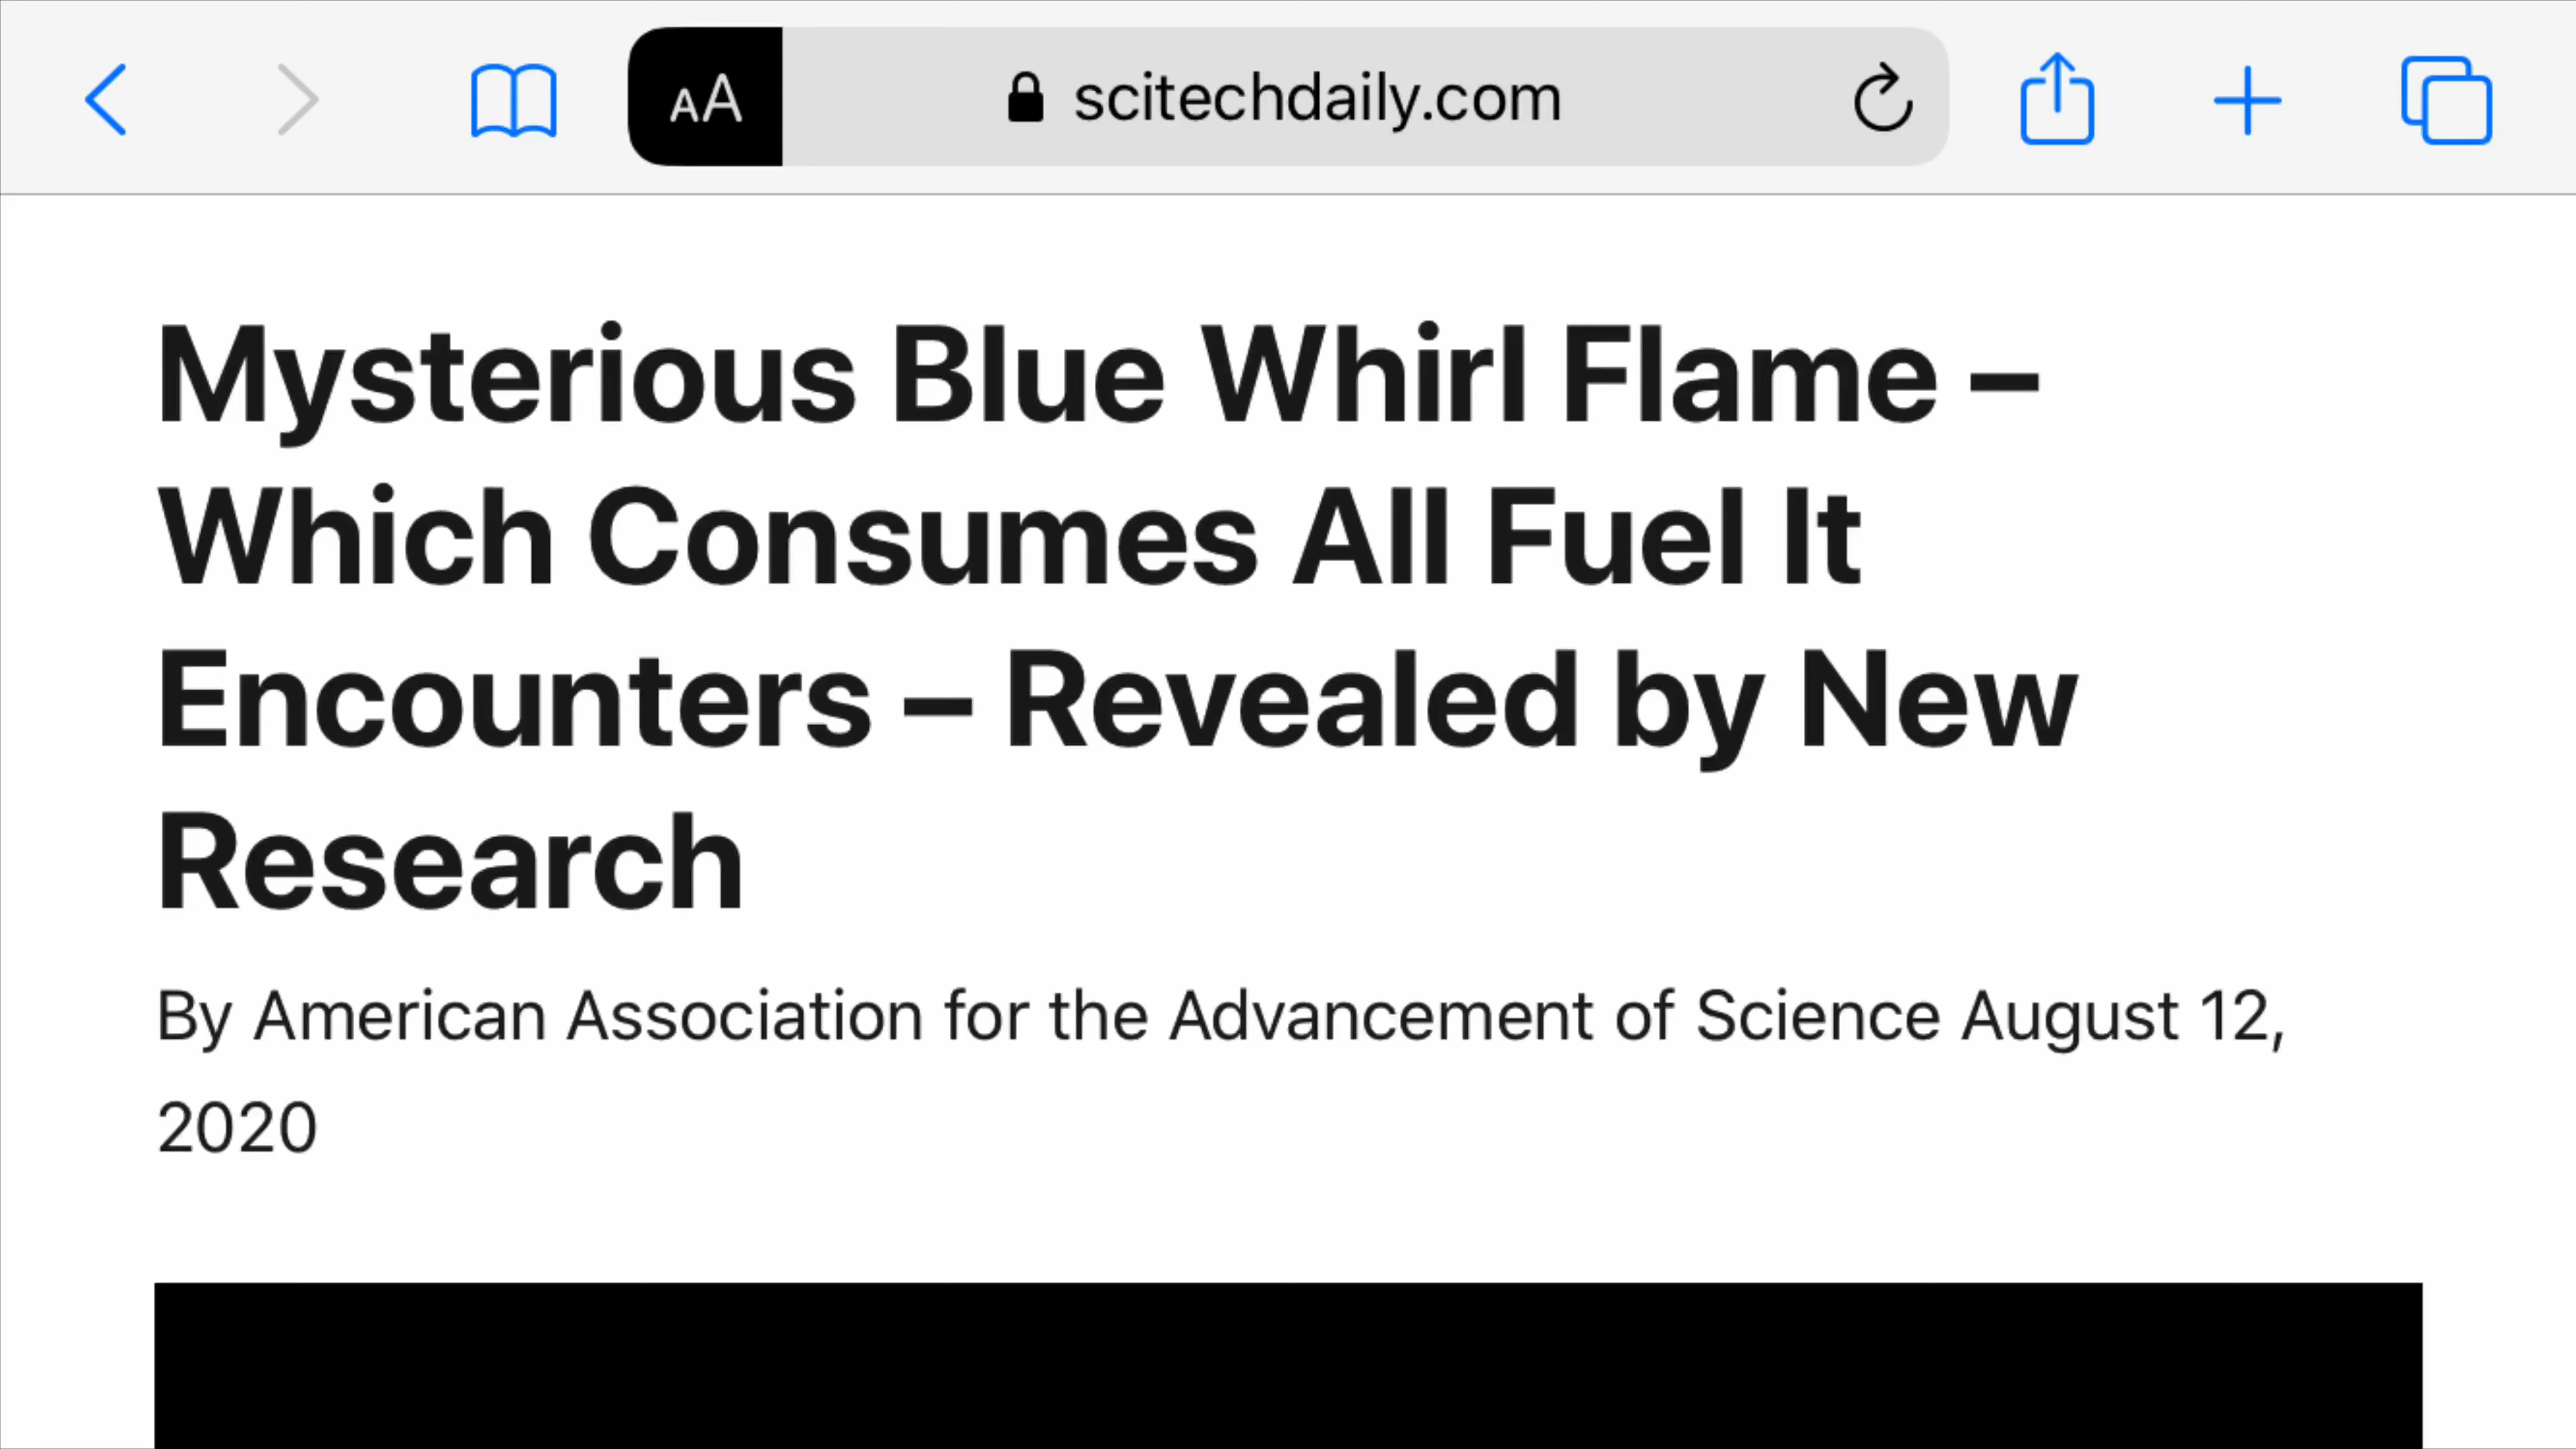 AA scitechdaily.com
Mysterious Blue Whirl Flame –
Which Consumes All Fuel It
Encounters – Revealed by New
Research
By American Association for the Advancement of Science August 12,
2020